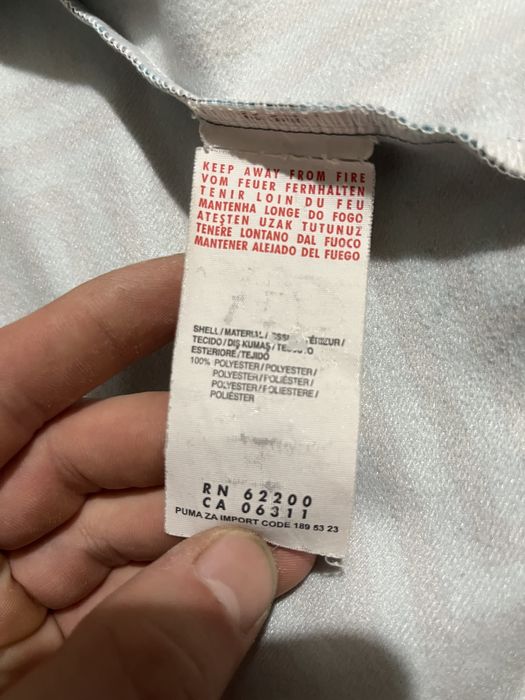 KEEP AWAY FROM FIRE
VOM FEUER FERNHALTEN
TENIR LOIN DU FEU
MANTENHA LONGE DO FOGO
ATEŞTEN UZAK TUTUNUZ
TENERE LONTANO DAL FUOCO
MANTENER ALEJADO DEL FUEGO
SHELL/MATERIAL/
TECIDO/DIŞ KUMAŞ/
ESTERIORE/TEJIDO
100% POLYESTER/POLYESTER/
POLYESTER/POLIÉSTER/
POLYESTER/POLIESTERE/
POLIÉSTER
RN 62200
CA 06311
PUMA ZA IMPORT CODE 189 53 23